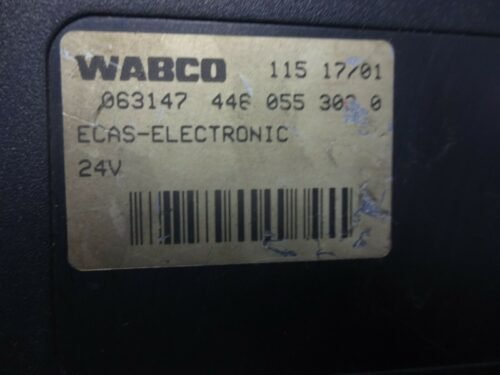 WABCO 115 17/01
063147 446 055 0
ECAS-ELECTRONIC
24V